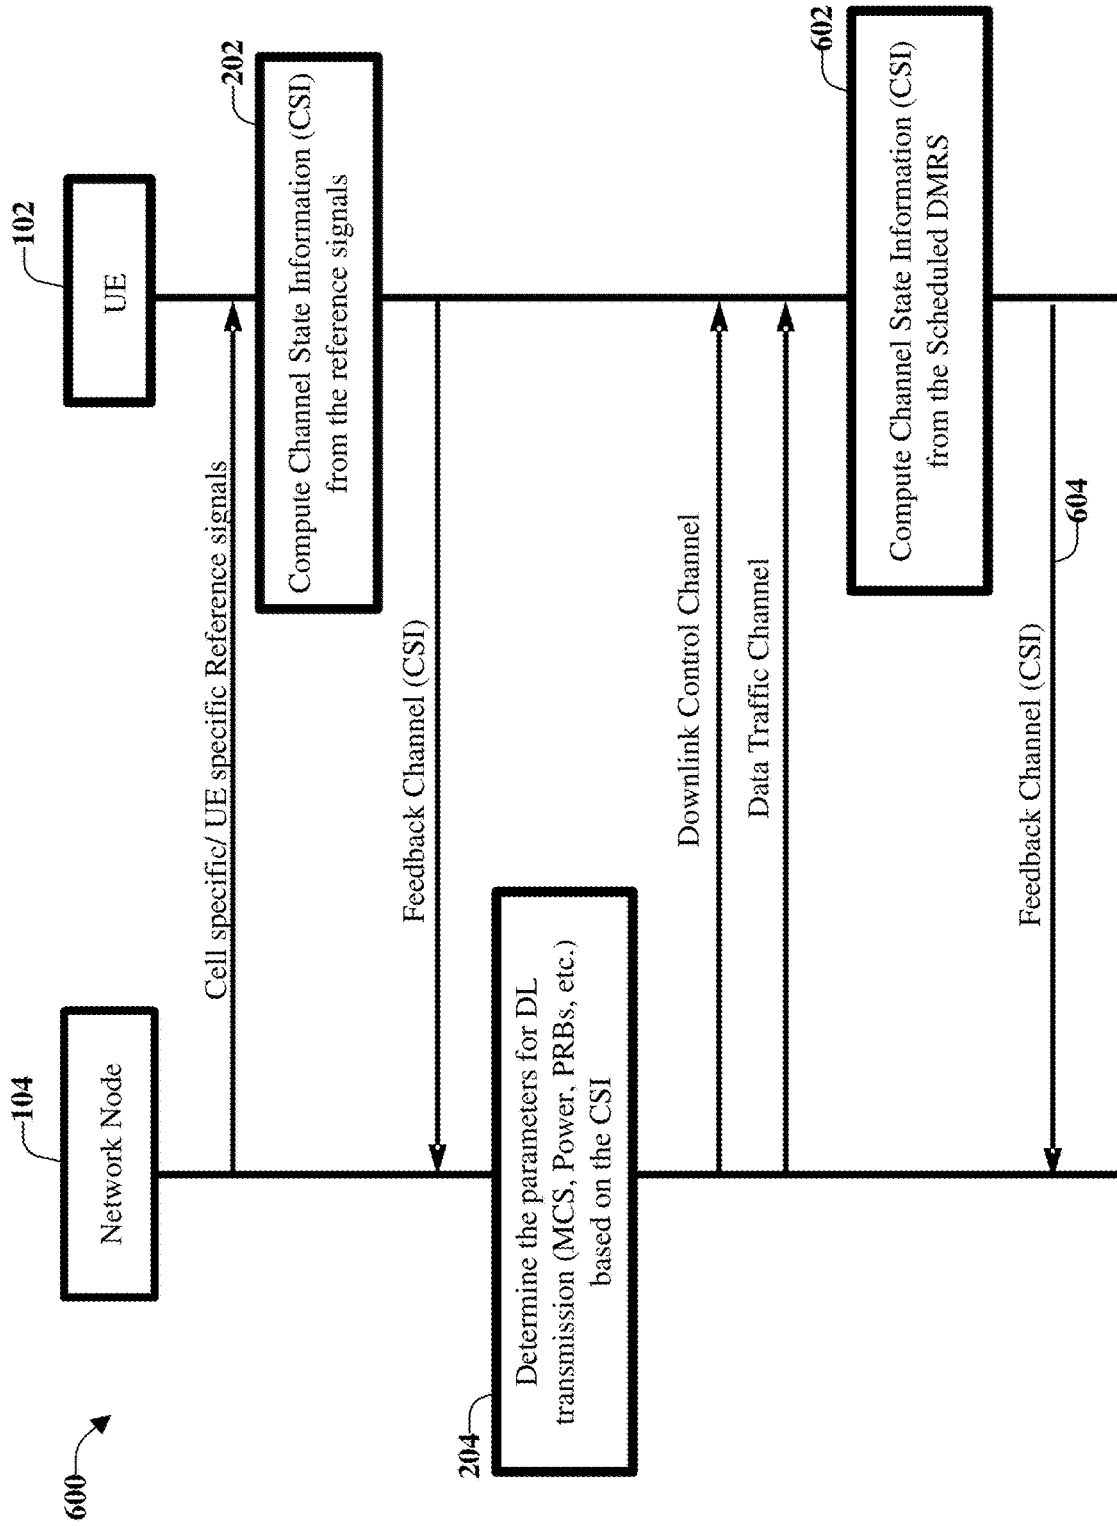 600
104
Network Node
102
UE
Cell specific/ UE specific Reference signals
202
Compute Channel State Information (CSI)
from the reference signals
Feedback Channel (CSI)
204
Determine the parameters for DL
transmission (MCS, Power, PRBs, etc.)
based on the CSI
Downlink Control Channel
Data Traffic Channel
602
Compute Channel State Information (CSI)
from the Scheduled DMRS
Feedback Channel (CSI)
604